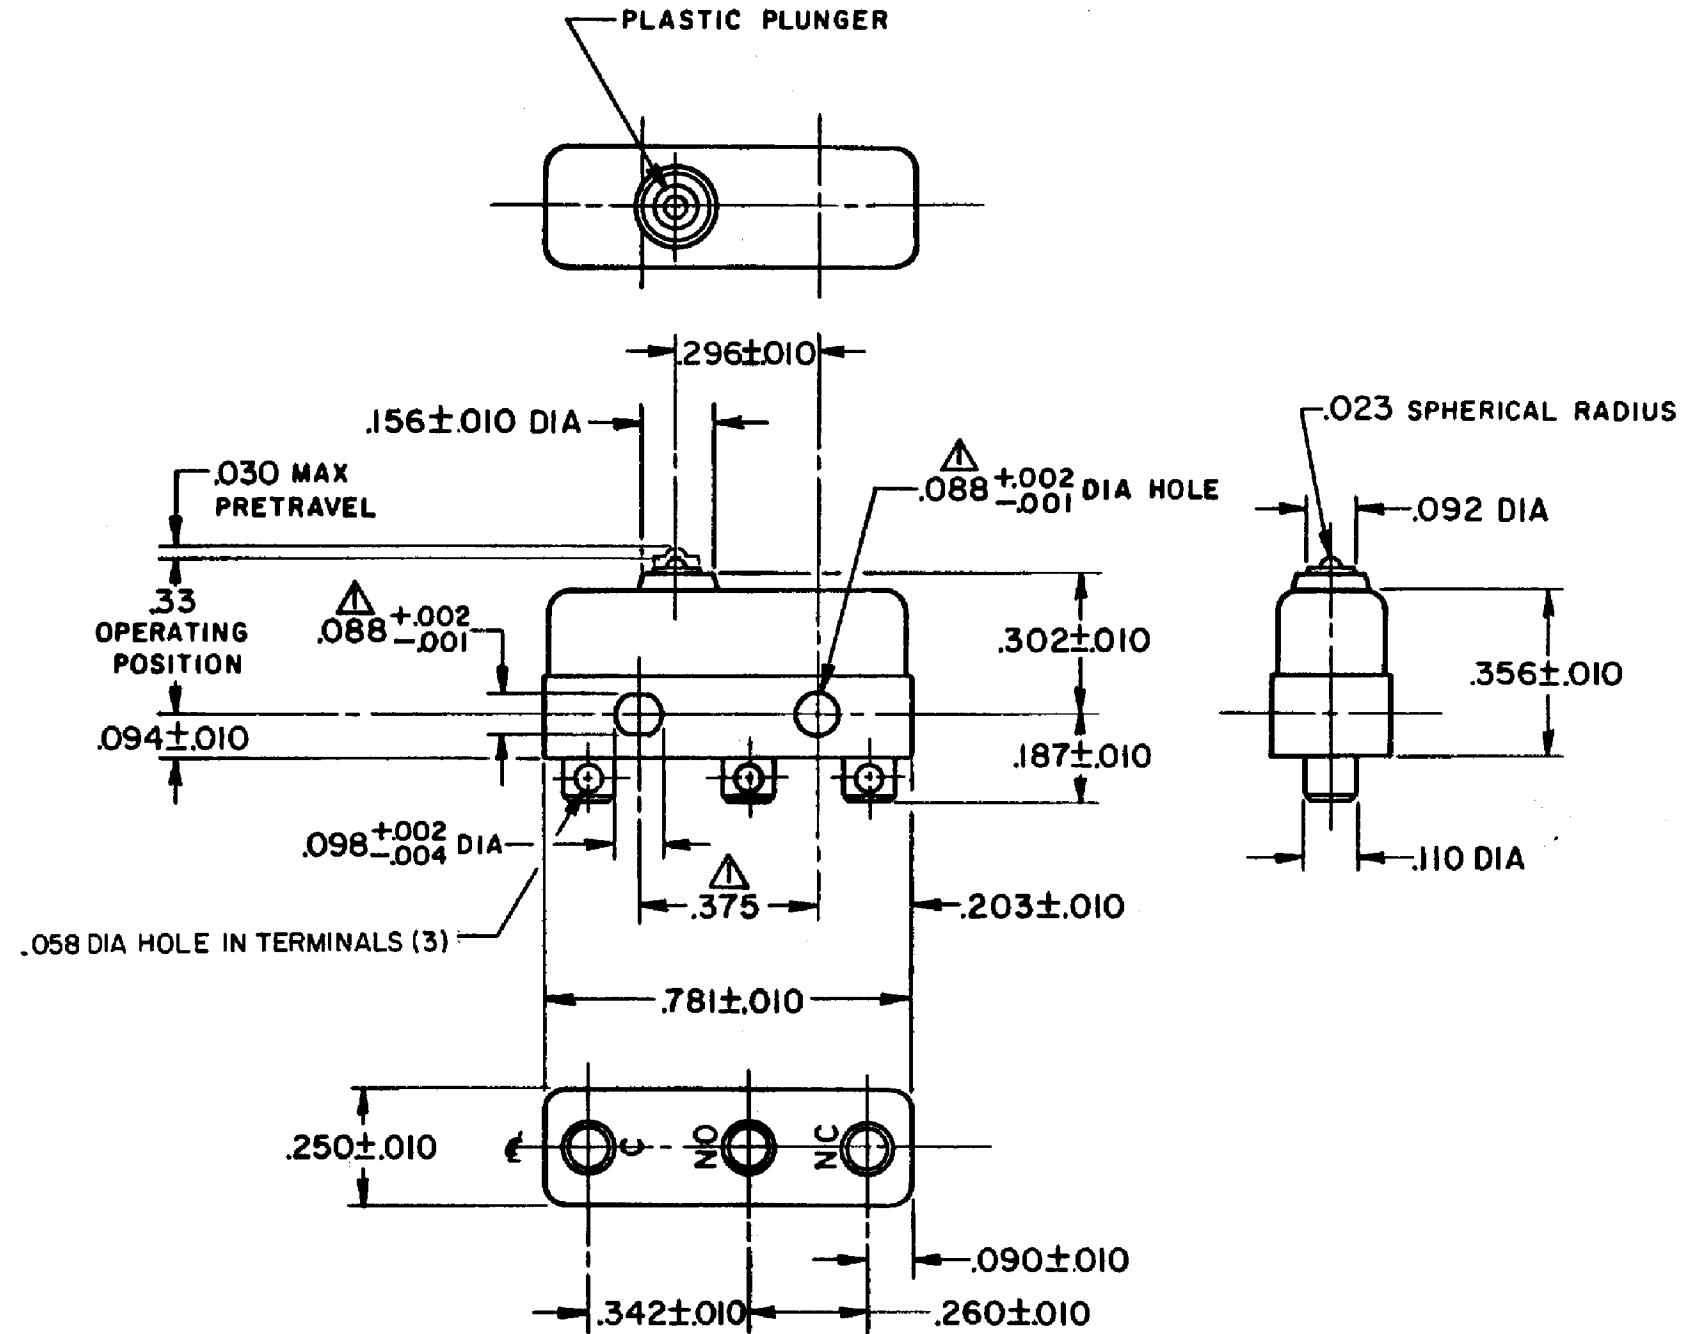 PLASTIC PLUNGER
.296±.010
.156±.010 DIA
.023 SPHERICAL RADIUS
.030 MAX
PRETRAVEL
1
.088 +.002 -.001 DIA HOLE
.092 DIA
.33
OPERATING
POSITION
1
.088 +.002 -.001
.302±.010
.356±.010
.094±.010
.187±.010
.098 +.002 -.004 DIA
1
.375
.203±.010
.110 DIA
.058 DIA HOLE IN TERMINALS (3)
.781±.010
.250±.010
C
NO
NC
.090±.010
.342±.010
.260±.010